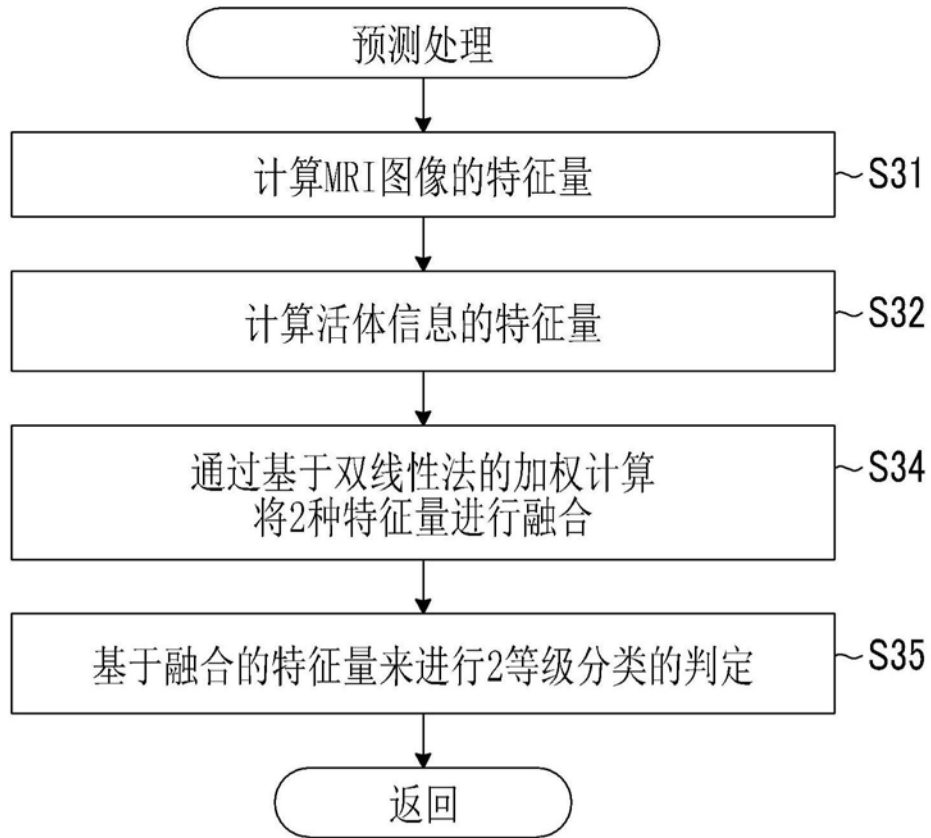 预测处理
计算MRI图像的特征量
S31
计算活体信息的特征量
S32
通过基于双线性法的加权计算
将2种特征量进行融合
S34
基于融合的特征量来进行2等级分类的判定
S35
返回